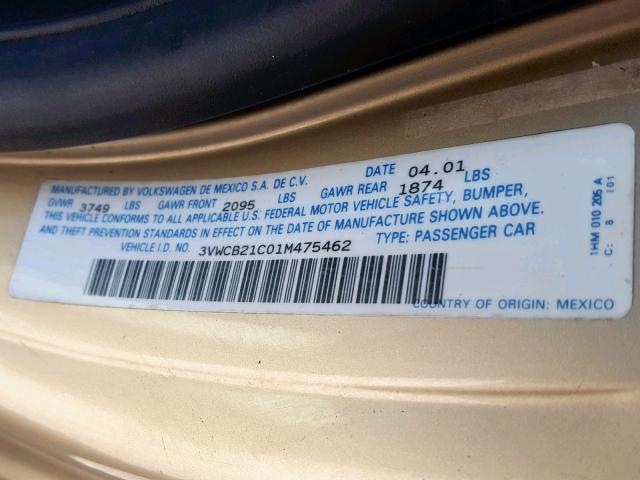 MANUFACTURED BY VOLKSWAGEN DE MEXICO S.A. DE C.V. DATE 04.01
GVWR 3749 LBS GAWR FRONT 2095 LBS GAWR REAR 1874 LBS
THIS VEHICLE CONFORMS TO ALL APPLICABLE U.S. FEDERAL MOTOR VEHICLE SAFETY, BUMPER,
AND THEFT PREVENTION STANDARDS IN EFFECT ON THE DATE OF MANUFACTURE SHOWN ABOVE.
VEHICLE I.D. NO. 3VWCB21C01M475462 TYPE: PASSENGER CAR
COUNTRY OF ORIGIN: MEXICO
1HM 010 205 A
C: 8 I01